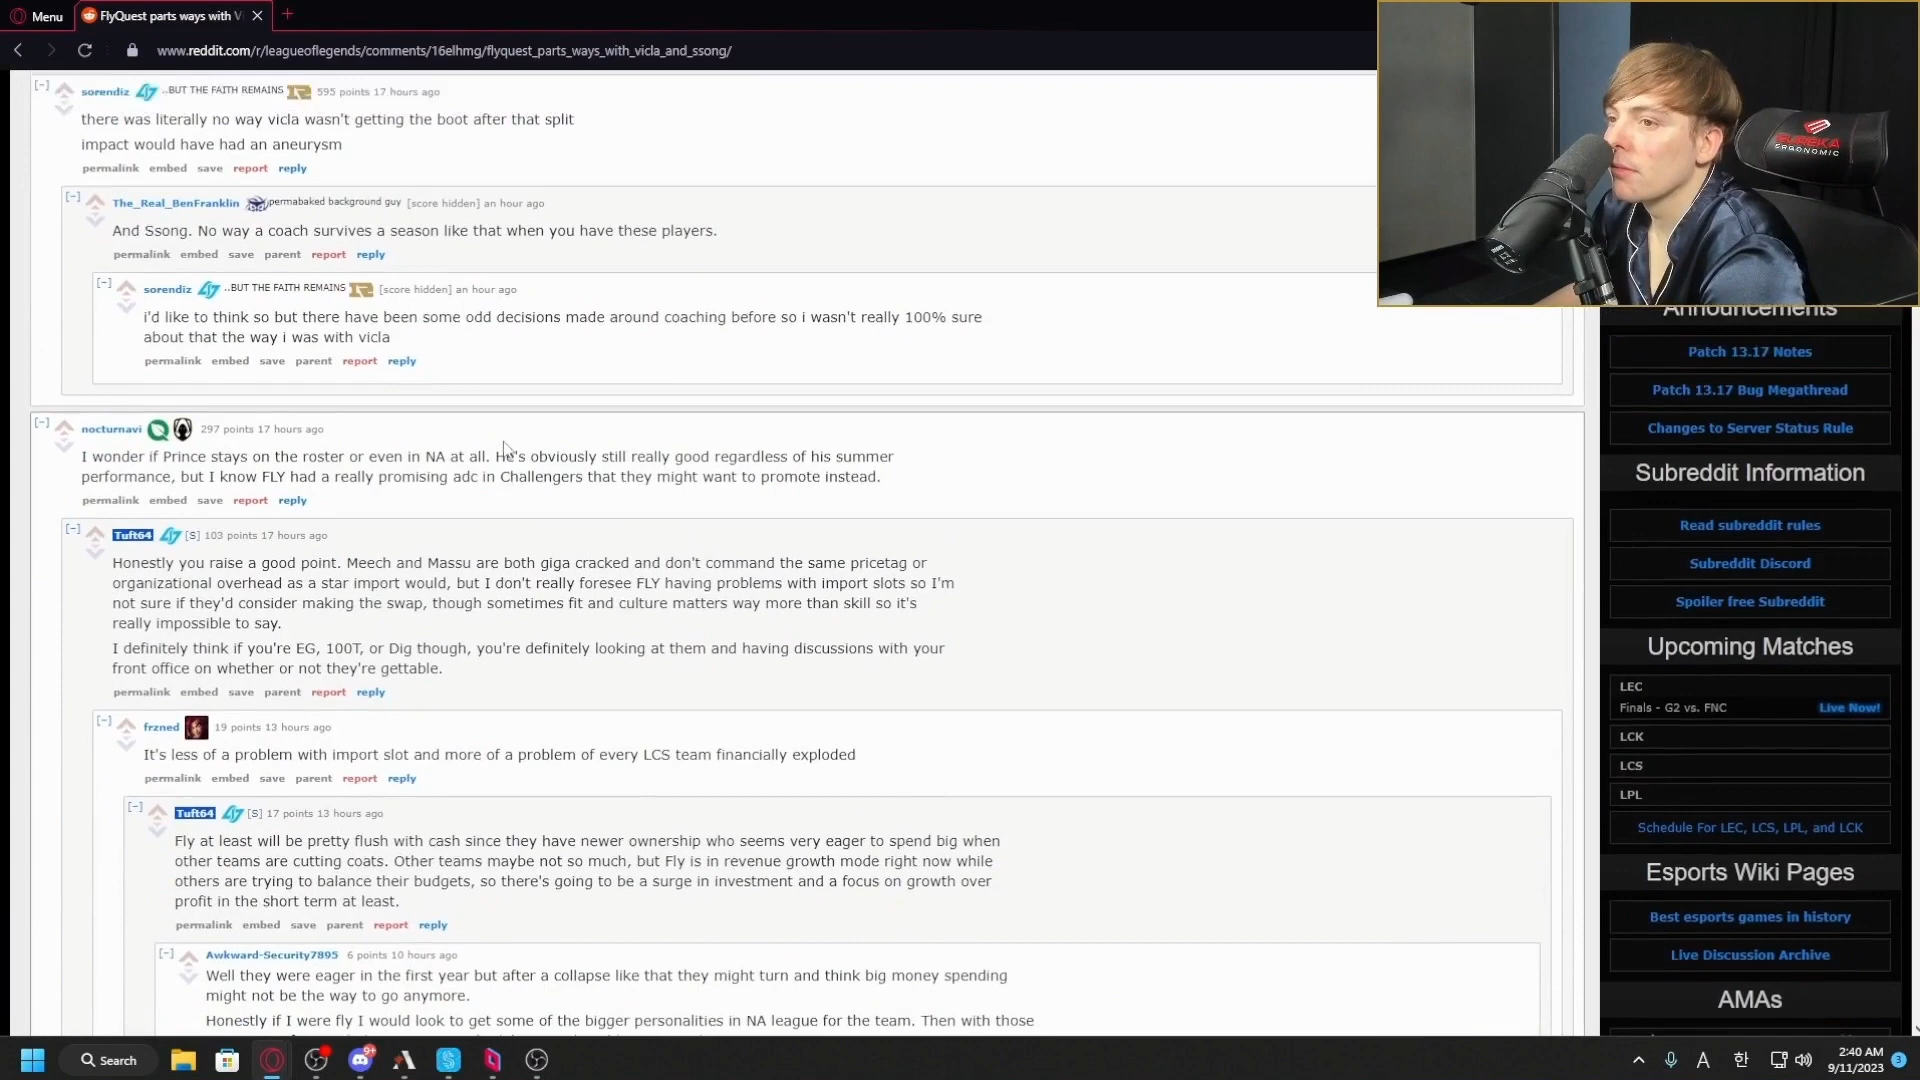 Menu
FlyQuest parts ways with V
www.reddit.com/r/leagueoflegends/comments/16elhmg/flyquest_parts_ways_with_vicla_and_ssong/
[-] sorendiz ..BUT THE FAITH REMAINS 595 points 17 hours ago
there was literally no way vicla wasn't getting the boot after that split
impact would have had an aneurysm
permalink embed save report reply
[-] The_Real_BenFranklin permabaked background guy [score hidden] an hour ago
And Ssong. No way a coach survives a season like that when you have these players.
permalink embed save parent report reply
[-] sorendiz ..BUT THE FAITH REMAINS [score hidden] an hour ago
i'd like to think so but there have been some odd decisions made around coaching before so i wasn't really 100% sure
about that the way i was with vicla
permalink embed save parent report reply
[-] nocturnavi 297 points 17 hours ago
I wonder if Prince stays on the roster or even in NA at all. He's obviously still really good regardless of his summer
performance, but I know FLY had a really promising adc in Challengers that they might want to promote instead.
permalink embed save report reply
[-] Tuft64 [S] 103 points 17 hours ago
Honestly you raise a good point. Meech and Massu are both giga cracked and don't command the same pricetag or
organizational overhead as a star import would, but I don't really foresee FLY having problems with import slots so I'm
not sure if they'd consider making the swap, though sometimes fit and culture matters way more than skill so it's
really impossible to say.
I definitely think if you're EG, 100T, or Dig though, you're definitely looking at them and having discussions with your
front office on whether or not they're gettable.
permalink embed save parent report reply
[-] frzned 19 points 13 hours ago
It's less of a problem with import slot and more of a problem of every LCS team financially exploded
permalink embed save parent report reply
[-] Tuft64 [S] 17 points 13 hours ago
Fly at least will be pretty flush with cash since they have newer ownership who seems very eager to spend big when
other teams are cutting coats. Other teams maybe not so much, but Fly is in revenue growth mode right now while
others are trying to balance their budgets, so there's going to be a surge in investment and a focus on growth over
profit in the short term at least.
permalink embed save parent report reply
[-] Awkward-Security7895 6 points 10 hours ago
Well they were eager in the first year but after a collapse like that they might turn and think big money spending
might not be the way to go anymore.
Honestly if I were fly I would look to get some of the bigger personalities in NA league for the team. Then with those
EUREKA
ERGONOMIC
Announcements
Patch 13.17 Notes
Patch 13.17 Bug Megathread
Changes to Server Status Rule
Subreddit Information
Read subreddit rules
Subreddit Discord
Spoiler free Subreddit
Upcoming Matches
LEC
Finals - G2 vs. FNC Live Now!
LCK
LCS
LPL
Schedule For LEC, LCS, LPL, and LCK
Esports Wiki Pages
Best esports games in history
Live Discussion Archive
AMAs
Search
9+
A
한
2:40 AM
9/11/2023
3